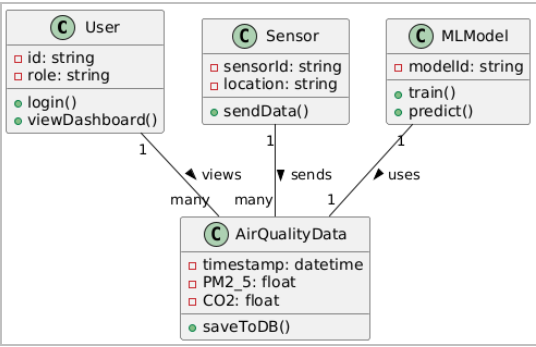 C User
- id: string
- role: string
login()
viewDashboard()
C Sensor
- sensorId: string
- location: string
sendData()
C MLModel
- modelId: string
train()
predict()
1
views
many
1
sends
many
1
uses
1
C AirQualityData
- timestamp: datetime
- PM2_5: float
- CO2: float
saveToDB()